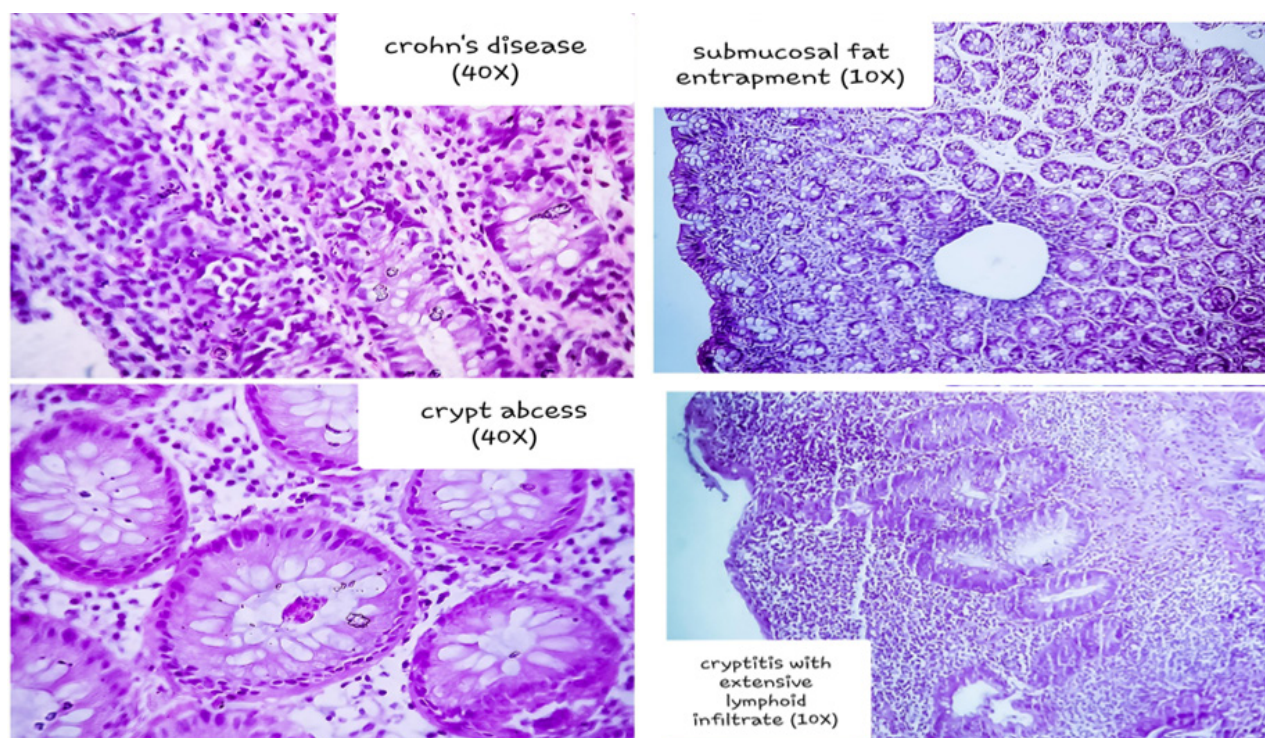 crohn's disease
(40X)
submucosal fat
entrapment (10X)
crypt abcess
(40X)
cryptitis with
extensive
lymphoid
infiltrate (10X)